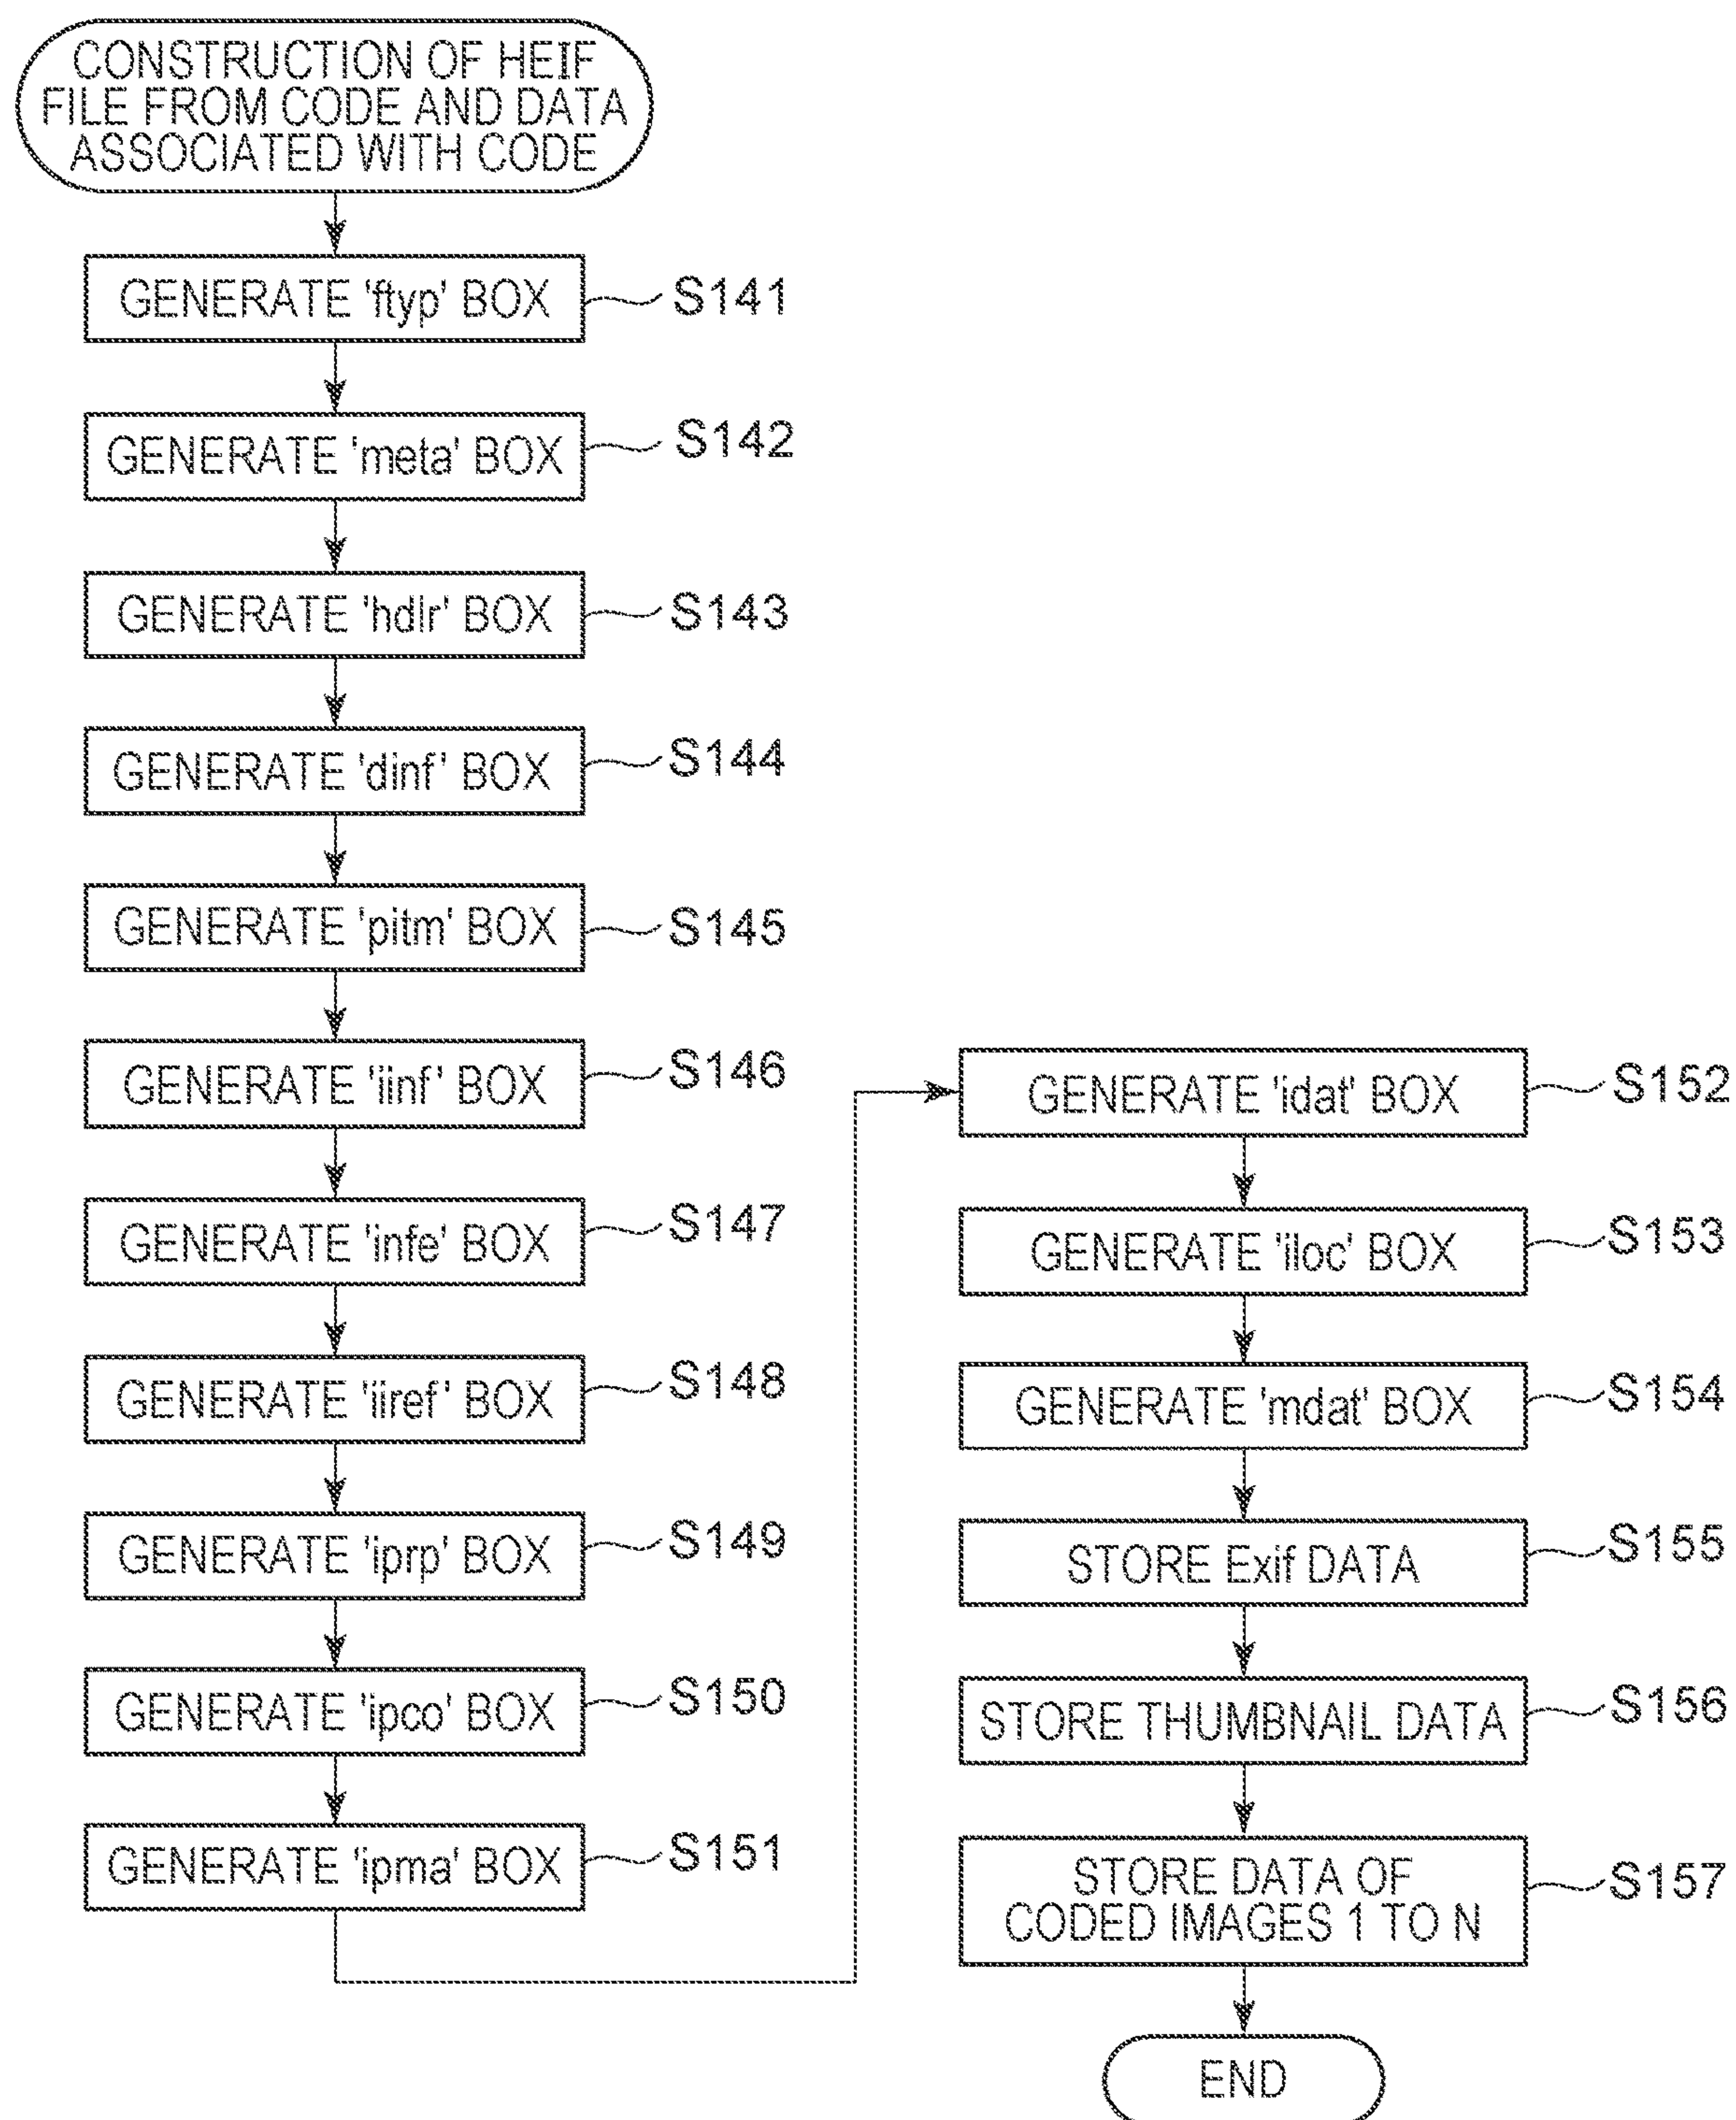 CONSTRUCTION OF HEIF
FILE FROM CODE AND DATA
ASSOCIATED WITH CODE
GENERATE 'ftyp' BOX
S141
GENERATE 'meta' BOX
S142
GENERATE 'hdlr' BOX
S143
GENERATE 'dinf' BOX
S144
GENERATE 'pitm' BOX
S145
GENERATE 'iinf' BOX
S146
GENERATE 'infe' BOX
S147
GENERATE 'iiref' BOX
S148
GENERATE 'iprp' BOX
S149
GENERATE 'ipco' BOX
S150
GENERATE 'ipma' BOX
S151
GENERATE 'idat' BOX
S152
GENERATE 'iloc' BOX
S153
GENERATE 'mdat' BOX
S154
STORE Exif DATA
S155
STORE THUMBNAIL DATA
S156
STORE DATA OF
CODED IMAGES 1 TO N
S157
END